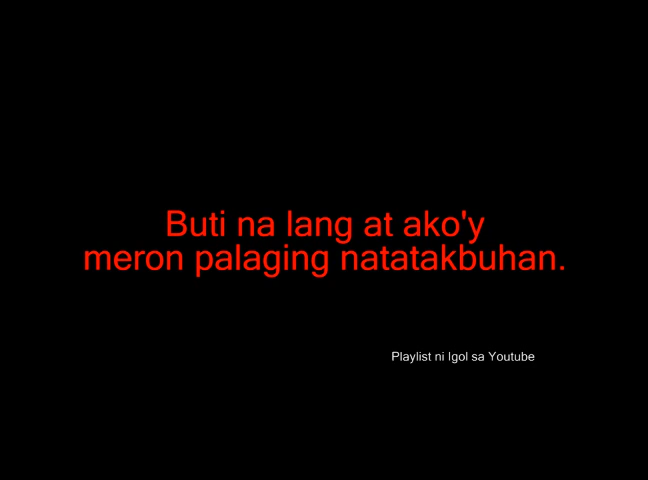 Buti na lang at ako'y
meron palaging natatakbuhan.
Playlist ni Igol sa Youtube